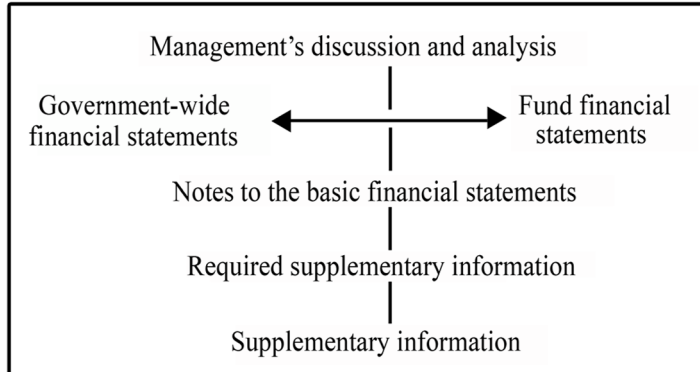 Management’s discussion and analysis
Government-wide
financial statements
Fund financial
statements
Notes to the basic financial statements
Required supplementary information
Supplementary information